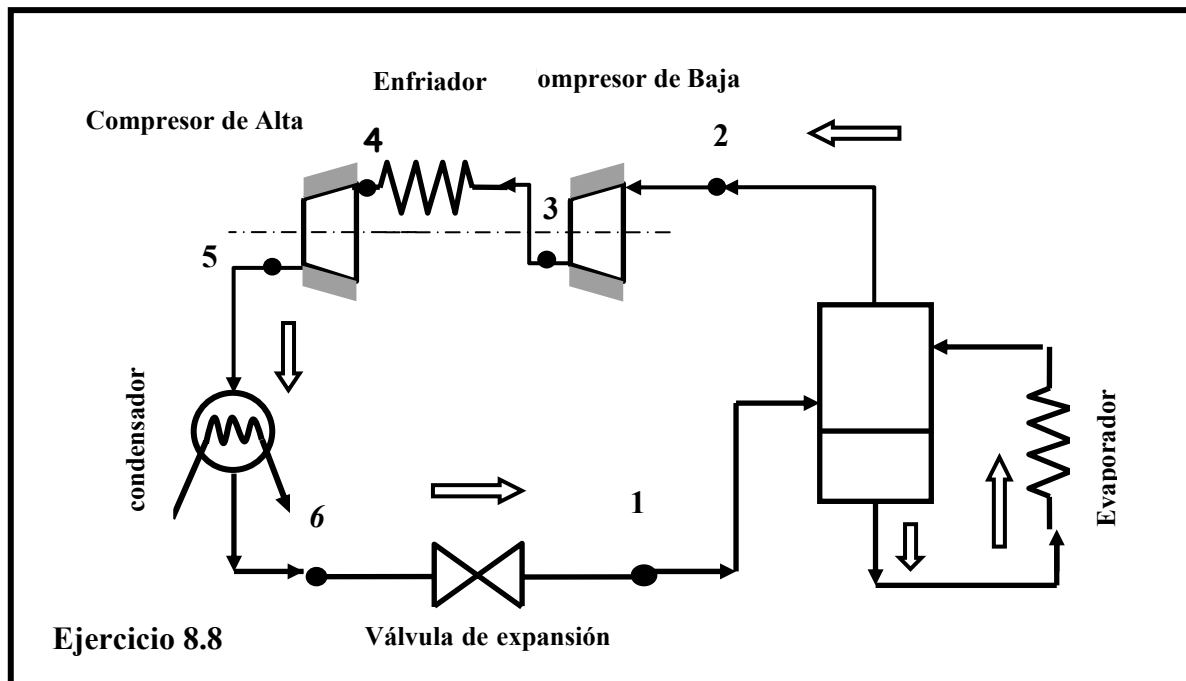 Enfriador
ompresor de Baja
Compresor de Alta
4
2
3
5
condensador
Evaporador
6
1
Válvula de expansión
Ejercicio 8.8